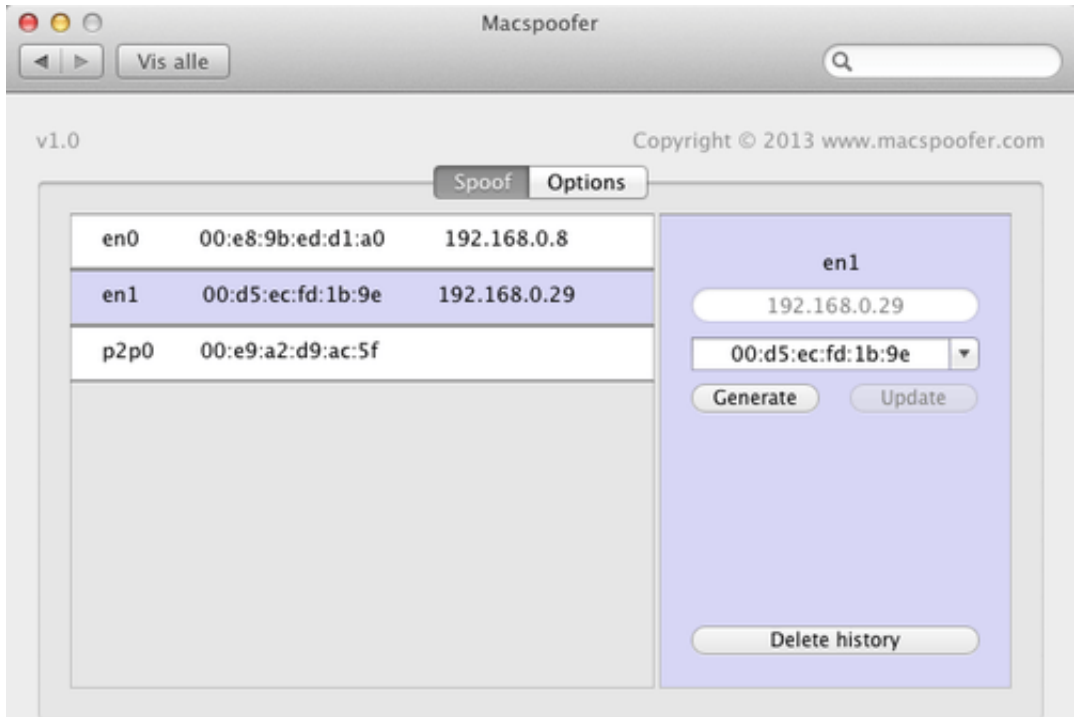 Macspoofer
Vis alle
v1.0
Copyright © 2013 www.macspoofer.com
Spoof Options
en0 00:e8:9b:ed:d1:a0 192.168.0.8
en1 00:d5:ec:fd:1b:9e 192.168.0.29
p2p0 00:e9:a2:d9:ac:5f
en1
192.168.0.29
00:d5:ec:fd:1b:9e
Generate Update
Delete history